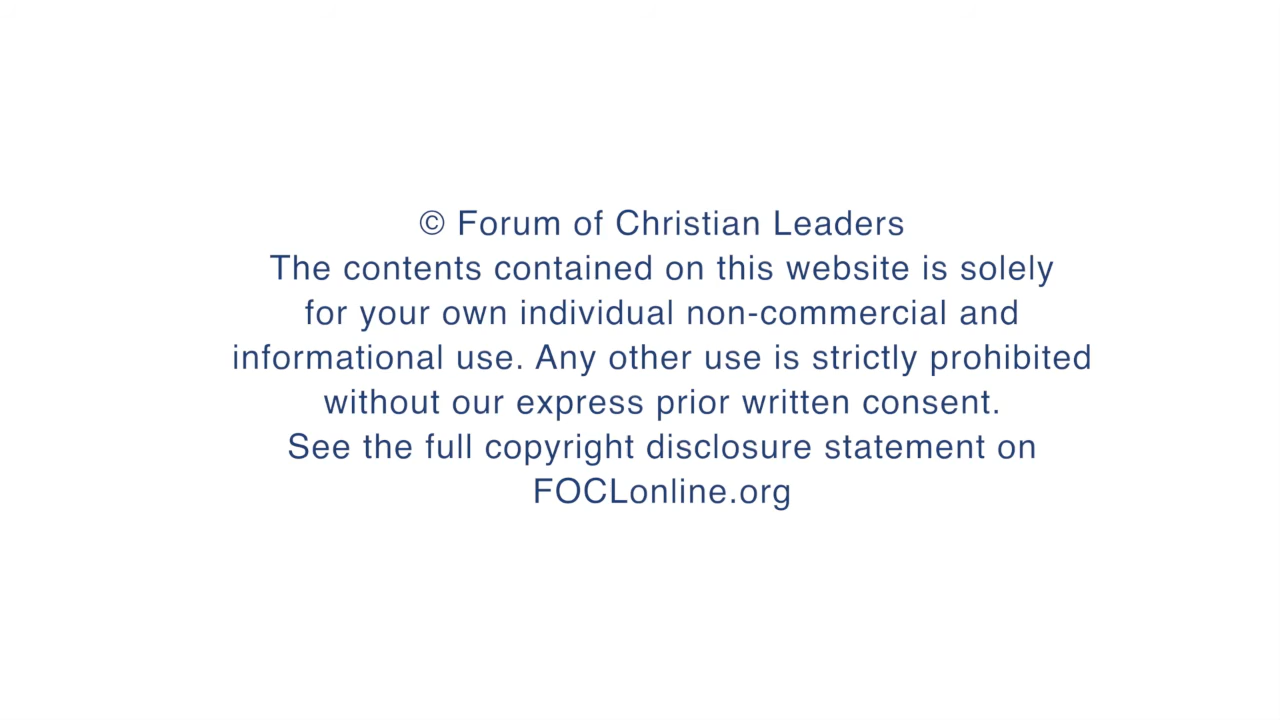 © Forum of Christian Leaders
The contents contained on this website is solely
for your own individual non-commercial and
informational use. Any other use is strictly prohibited
without our express prior written consent.
See the full copyright disclosure statement on
FOCLonline.org